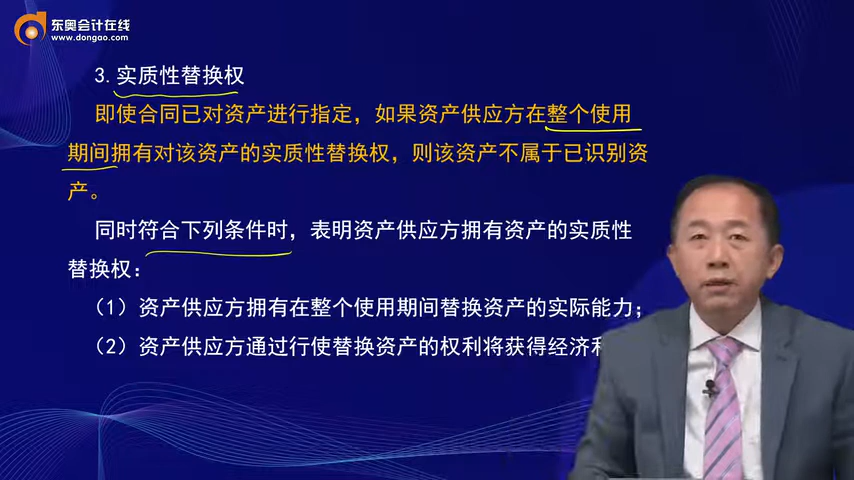 东奥会计在线
www.dongao.com
3.实质性替换权
即使合同已对资产进行指定，如果资产供应方在整个使用
期间拥有对该资产的实质性替换权，则该资产不属于已识别资
产。
同时符合下列条件时，表明资产供应方拥有资产的实质性
替换权：
（1）资产供应方拥有在整个使用期间替换资产的实际能力；
（2）资产供应方通过行使替换资产的权利将获得经济